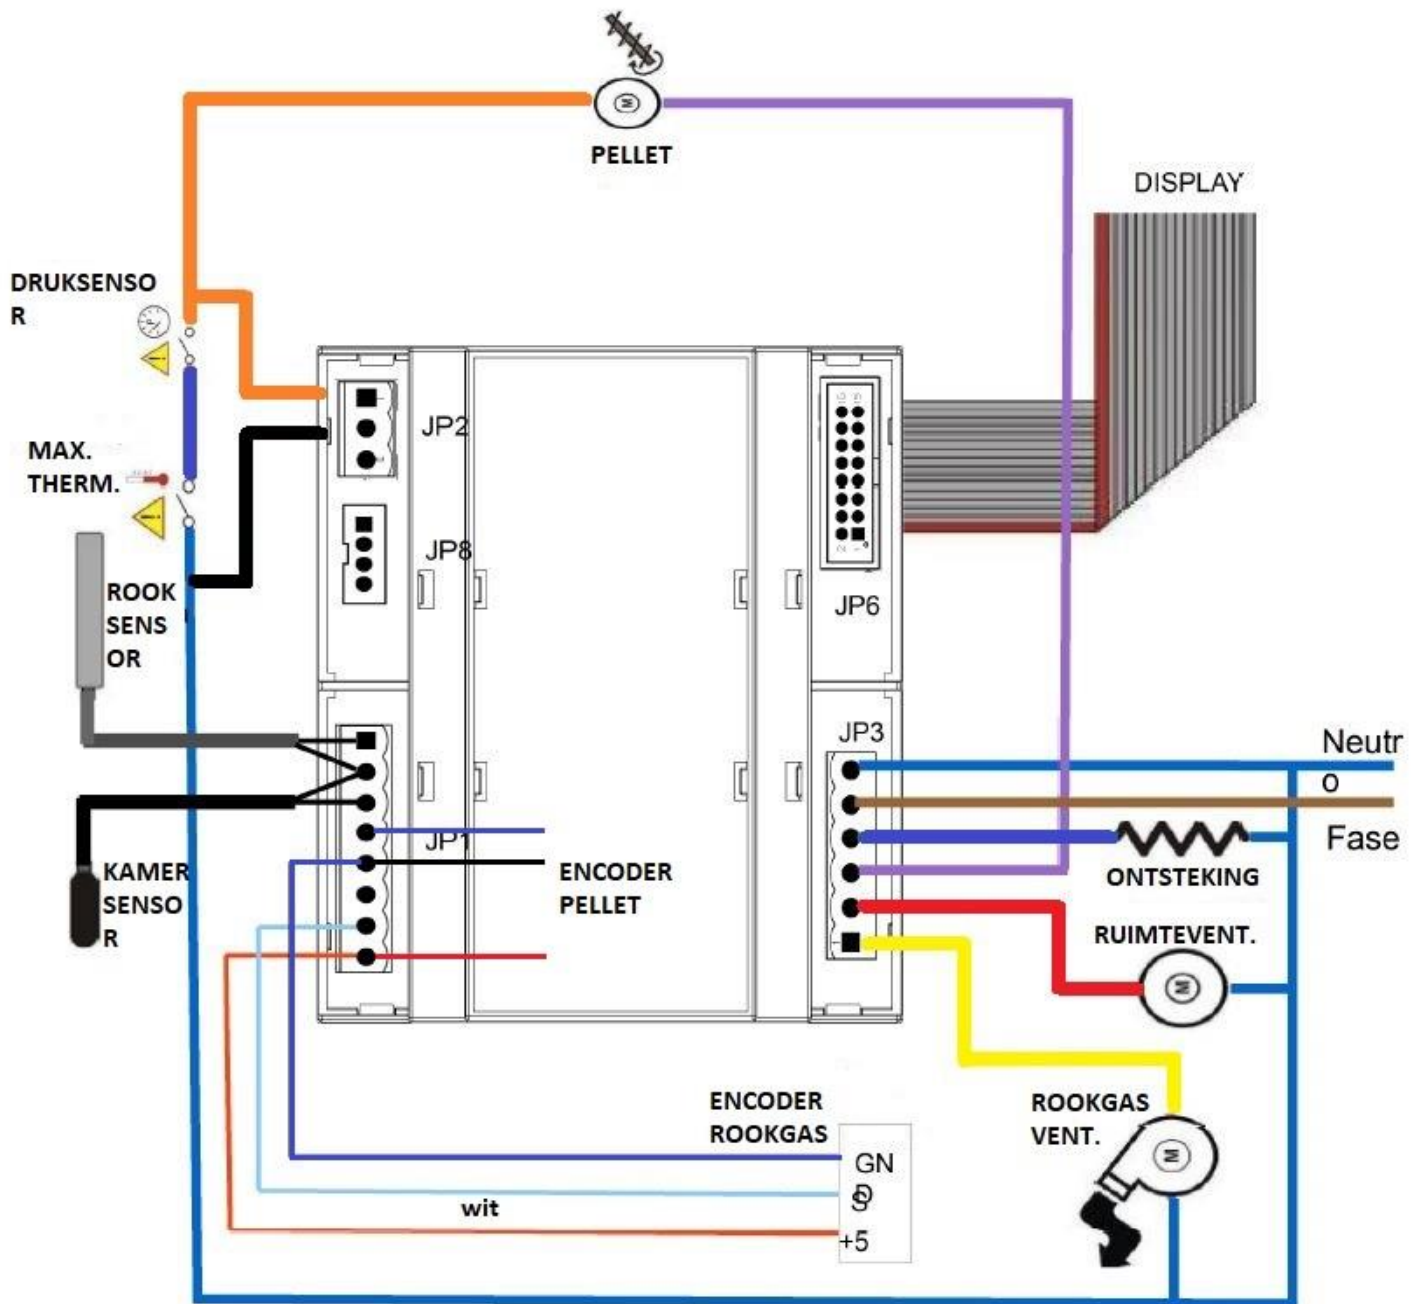 M
PELLET
DISPLAY
DRUKSENSO
R
JP2
MAX.
THERM.
JP8
JP6
ROOK
SENS
OR
JP3
Neutr
o
Fase
JP1
ENCODER
PELLET
KAMER
SENSO
R
ONTSTEKING
RUIMTEVENT.
M
ENCODER
ROOKGAS
ROOKGAS
VENT.
M
GN
D
S
wit
+5